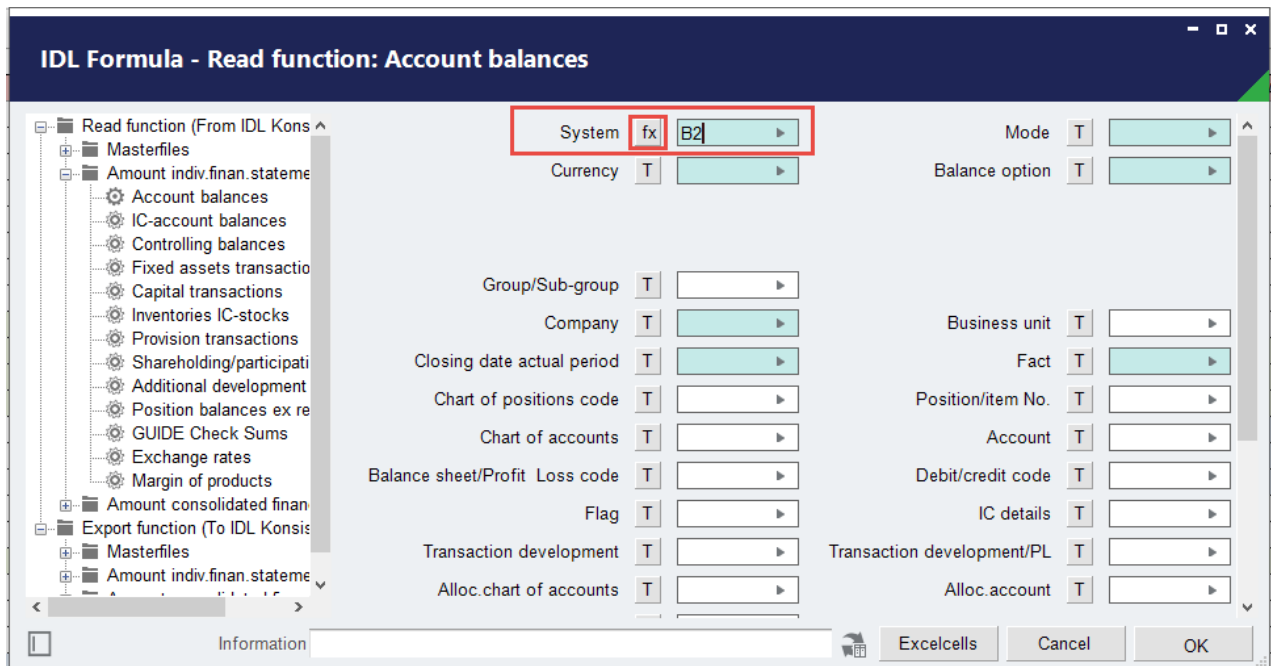 IDL Formula - Read function: Account balances
Read function (From IDL Kons
Masterfiles
Amount indiv.finan.stateme
Account balances
IC-account balances
Controlling balances
Fixed assets transactio
Capital transactions
Inventories IC-stocks
Provision transactions
Shareholding/participati
Additional development
Position balances ex re
GUIDE Check Sums
Exchange rates
Margin of products
Amount consolidated finan
Export function (To IDL Konsis
Masterfiles
Amount indiv.finan.stateme
System fx B2 Mode T
Currency T Balance option T
Group/Sub-group T
Company T Business unit T
Closing date actual period T Fact T
Chart of positions code T Position/item No. T
Chart of accounts T Account T
Balance sheet/Profit Loss code T Debit/credit code T
Flag T IC details T
Transaction development T Transaction development/PL T
Alloc.chart of accounts T Alloc.account T
Information Excelcells Cancel OK